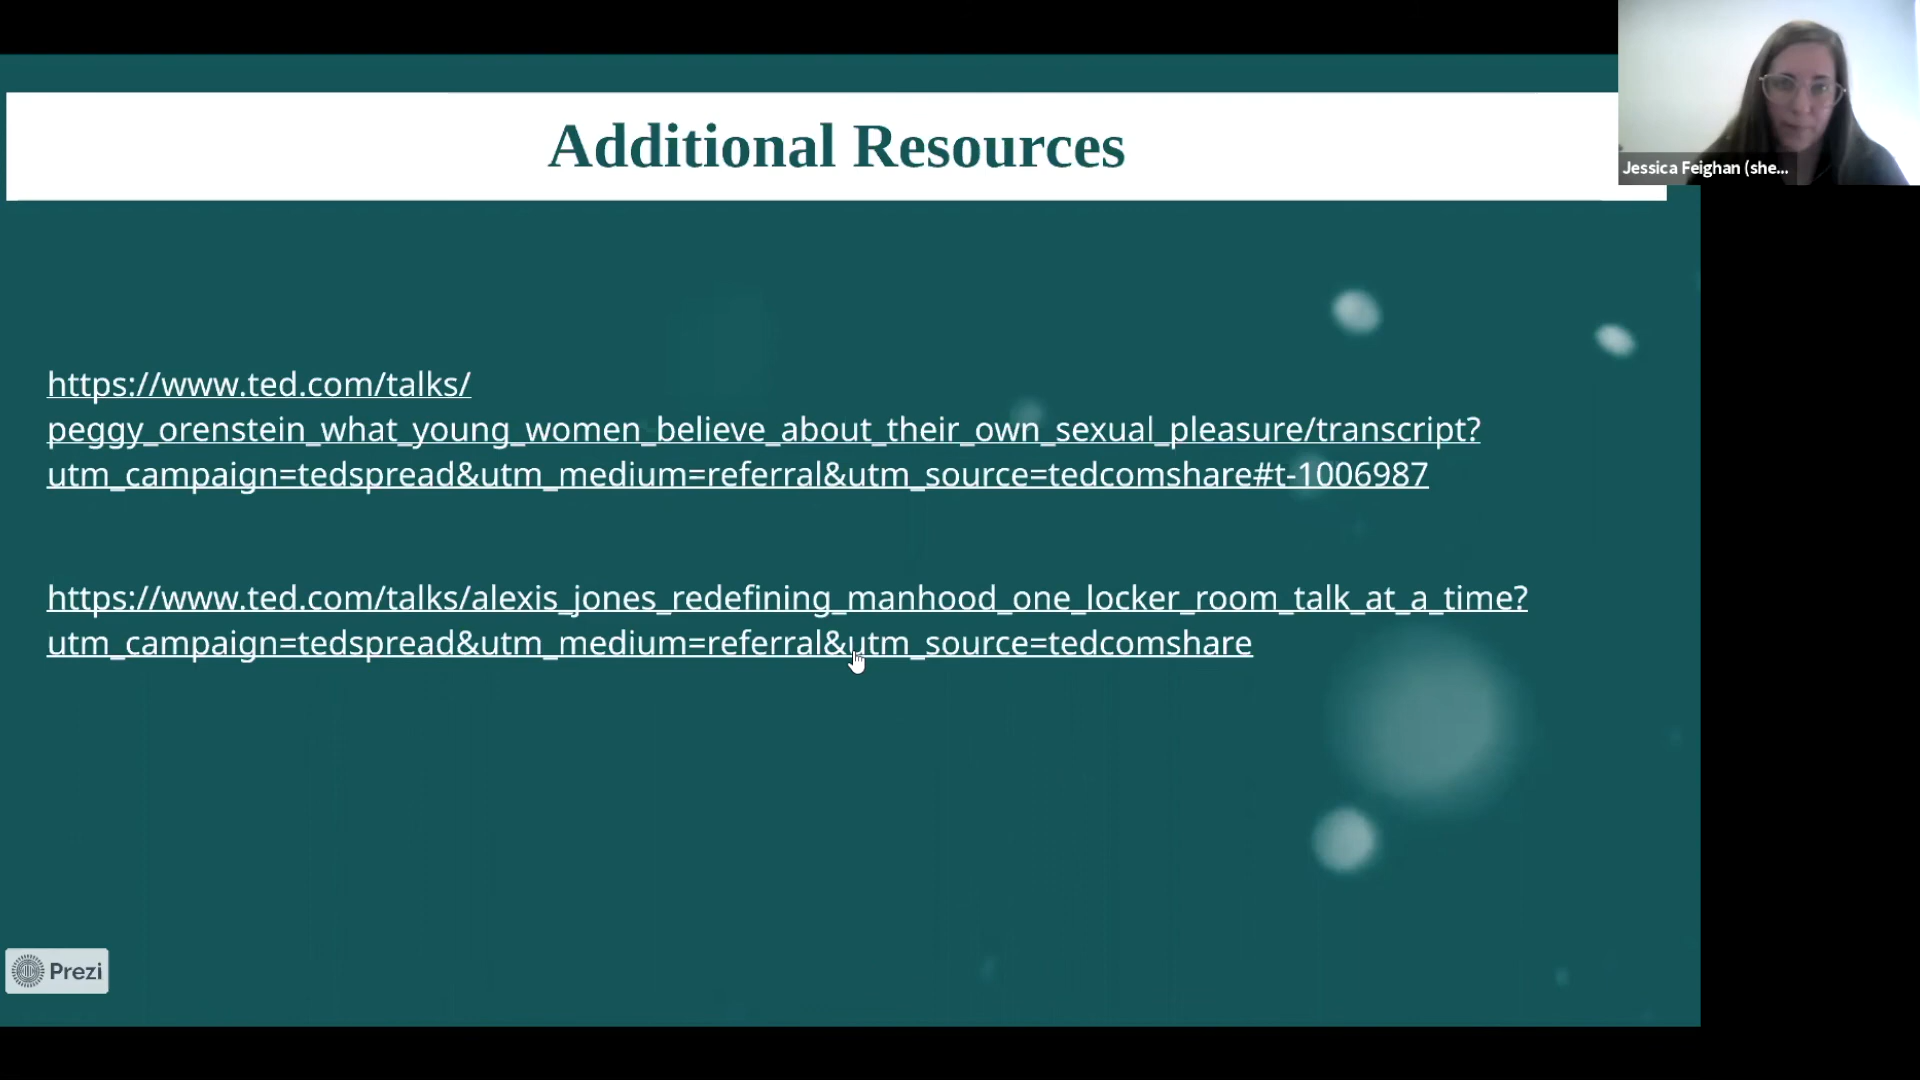 Additional Resources
Jessica Feighan (she...
https://www.ted.com/talks/
peggy_orenstein_what_young_women_believe_about_their_own_sexual_pleasure/transcript?
utm_campaign=tedspread&utm_medium=referral&utm_source=tedcomshare#t-1006987
https://www.ted.com/talks/alexis_jones_redefining_manhood_one_locker_room_talk_at_a_time?
utm_campaign=tedspread&utm_medium=referral&utm_source=tedcomshare
Prezi